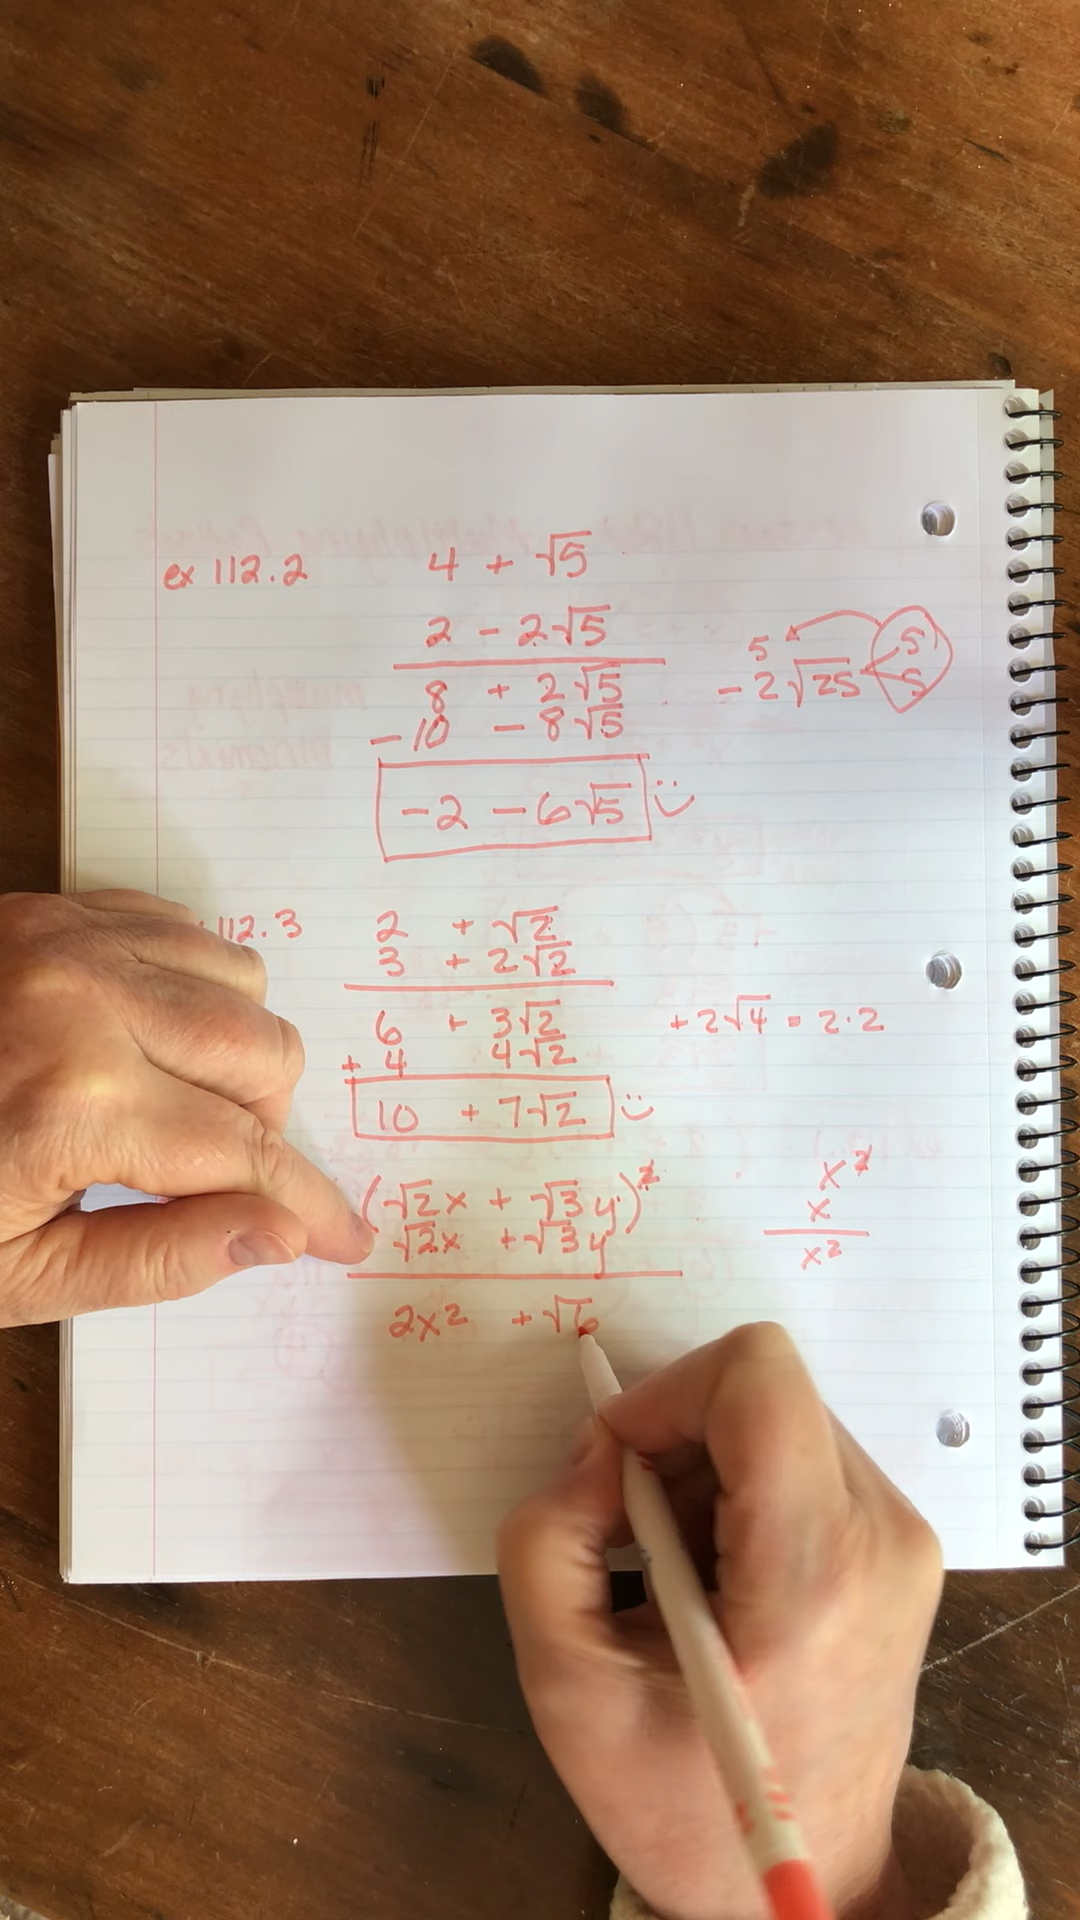 ex 112.2 4 + √5
2 - 2√5
8 + 2√5
- 10 - 8√5
-2 - 6√5
5 5
- 2√25 5
112.3 2 + √2
3 + 2√2
6 + 3√2 +2√4 = 2·2
+ 4 4√2
10 + 7√2
(√2x + √3y)²
√2x + √3y
2x² + √6
x²
x
x²